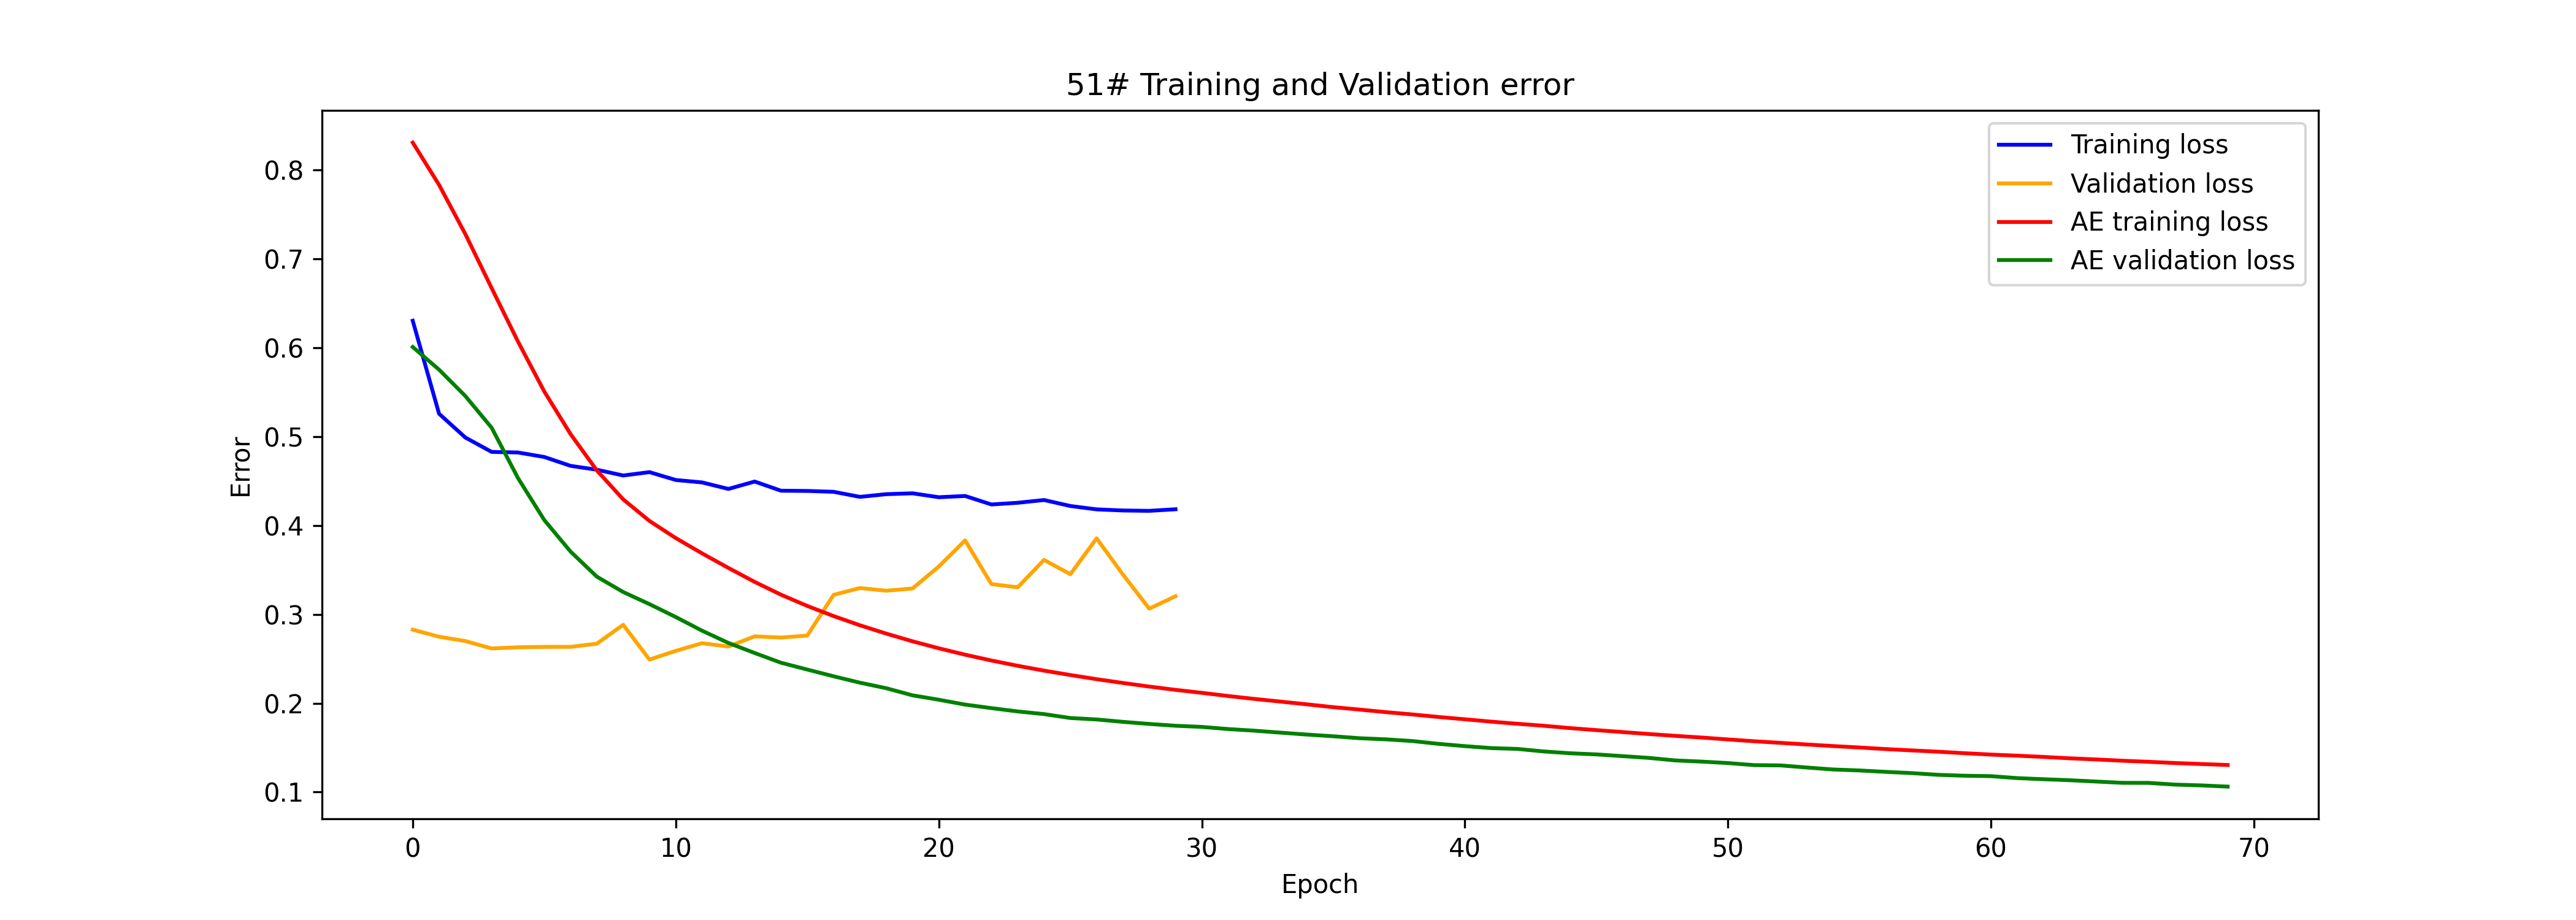 51# Training and Validation error
Training loss
Validation loss
AE training loss
AE validation loss
Error
0.8
0.7
0.6
0.5
0.4
0.3
0.2
0.1
0 10 20 30 40 50 60 70
Epoch